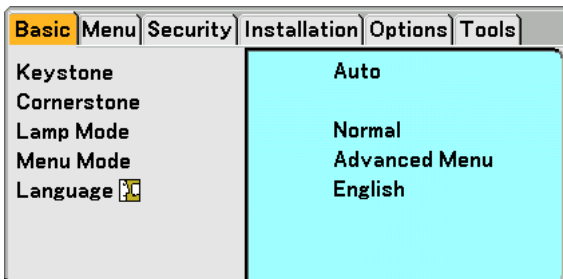 Basic Menu Security Installation Options Tools
Keystone Auto
Cornerstone
Lamp Mode Normal
Menu Mode Advanced Menu
Language English